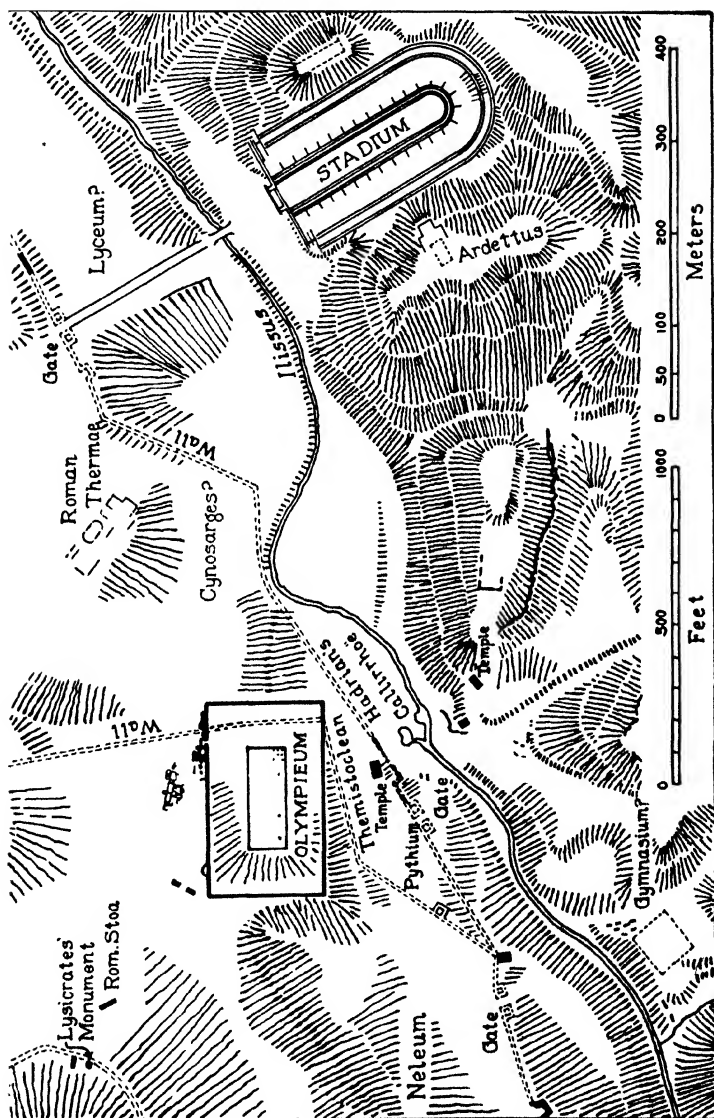 Lysicrates'
Monument
Rom. Stoa
Roman
Thermae
Gate
Lyceum?
Wall
Wall
Cynosarges?
OLYMPIEUM
Ilissus
STADIUM
Themistoclean
Hadrians
Temple
Callirrhoe
Pythium
Gate
Neleum
Gate
Ardettus
Temple
Gymnasium?
0 500 1000
Feet
0 50 100 200 300 400
Meters